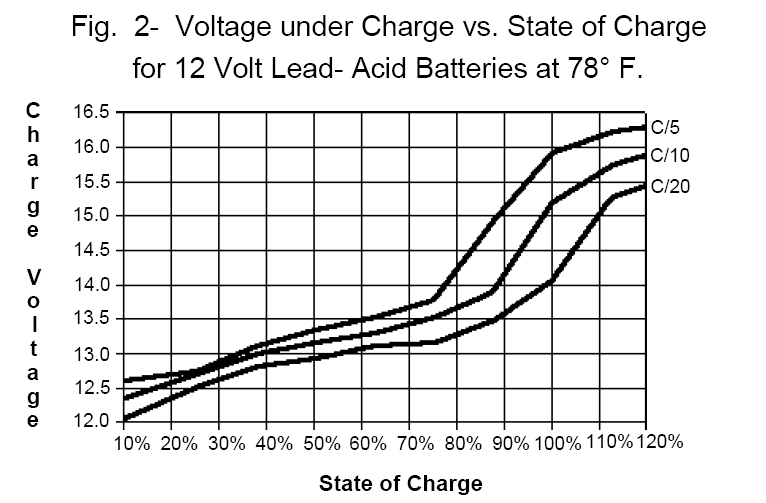 Fig. 2- Voltage under Charge vs. State of Charge
for 12 Volt Lead- Acid Batteries at 78° F.
Charge Voltage
16.5
16.0
15.5
15.0
14.5
14.0
13.5
13.0
12.5
12.0
C/5
C/10
C/20
10% 20% 30% 40% 50% 60% 70% 80% 90% 100% 110% 120%
State of Charge